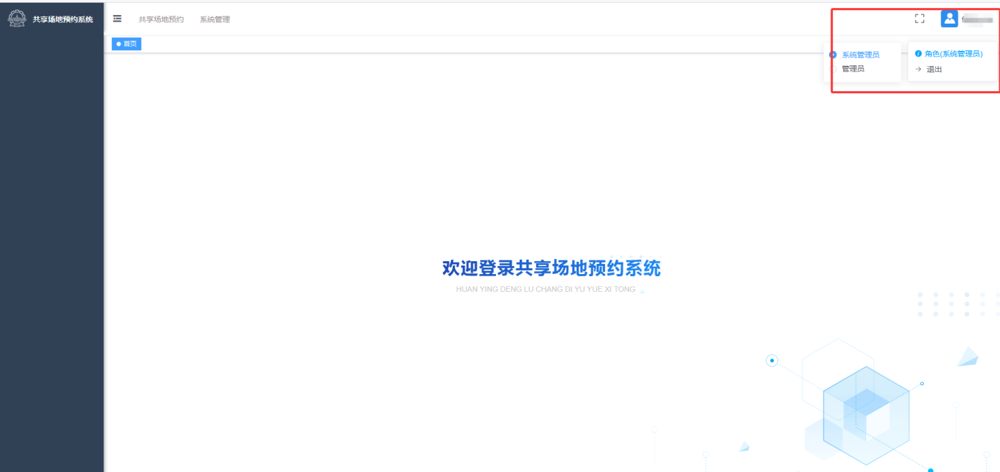 共享场地预约系统
共享场地预约 系统管理
首页
系统管理员
管理员
角色(系统管理员)
退出
欢迎登录共享场地预约系统
HUAN YING DENG LU CHANG DI YU YUE XI TONG